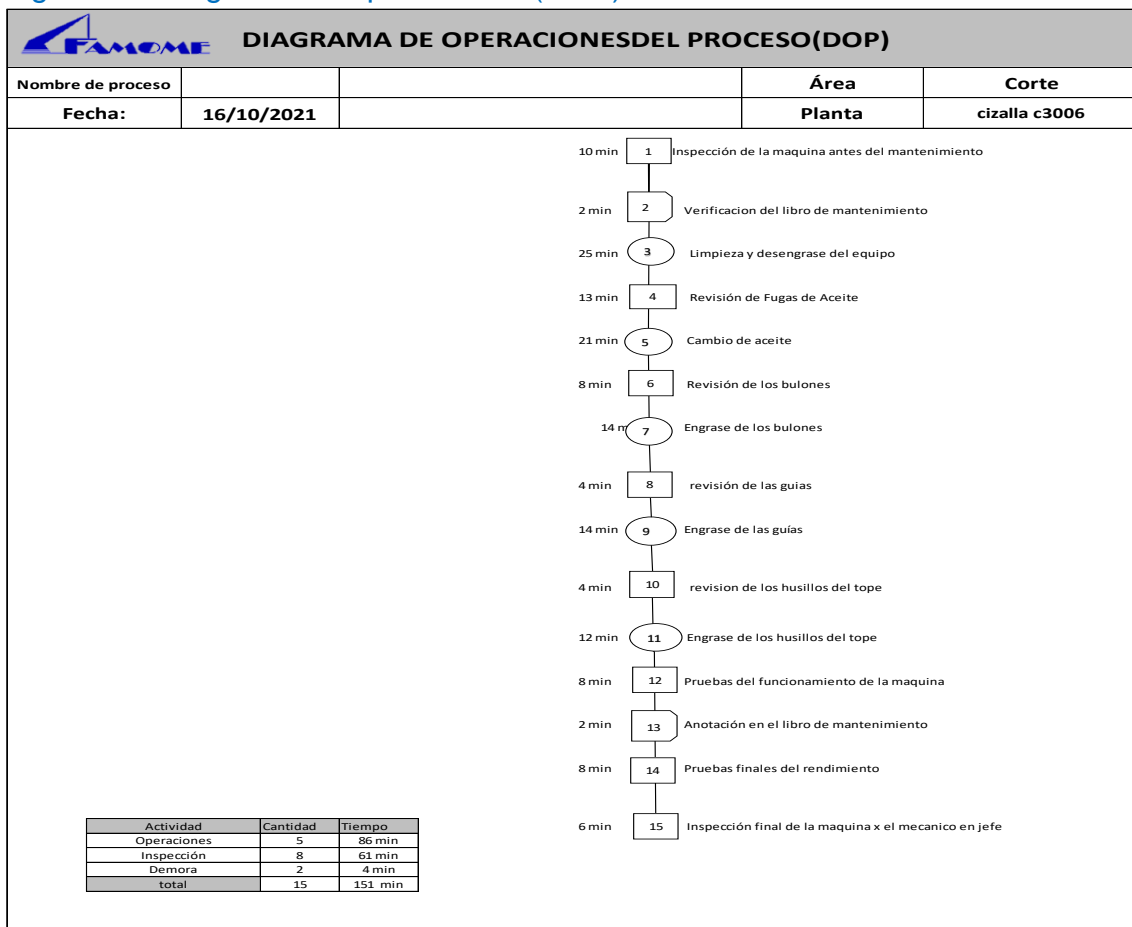 FAMOME DIAGRAMA DE OPERACIONESDEL PROCESO(DOP)
Nombre de proceso Área Corte
Fecha: 16/10/2021 Planta cizalla c3006
10 min 1 Inspección de la maquina antes del mantenimiento
2 min 2 Verificacion del libro de mantenimiento
25 min 3 Limpieza y desengrase del equipo
13 min 4 Revisión de Fugas de Aceite
21 min 5 Cambio de aceite
8 min 6 Revisión de los bulones
14 m 7 Engrase de los bulones
4 min 8 revisión de las guias
14 min 9 Engrase de las guías
4 min 10 revision de los husillos del tope
12 min 11 Engrase de los husillos del tope
8 min 12 Pruebas del funcionamiento de la maquina
2 min 13 Anotación en el libro de mantenimiento
8 min 14 Pruebas finales del rendimiento
6 min 15 Inspección final de la maquina x el mecanico en jefe
Actividad Cantidad Tiempo
Operaciones 5 86 min
Inspección 8 61 min
Demora 2 4 min
total 15 151 min